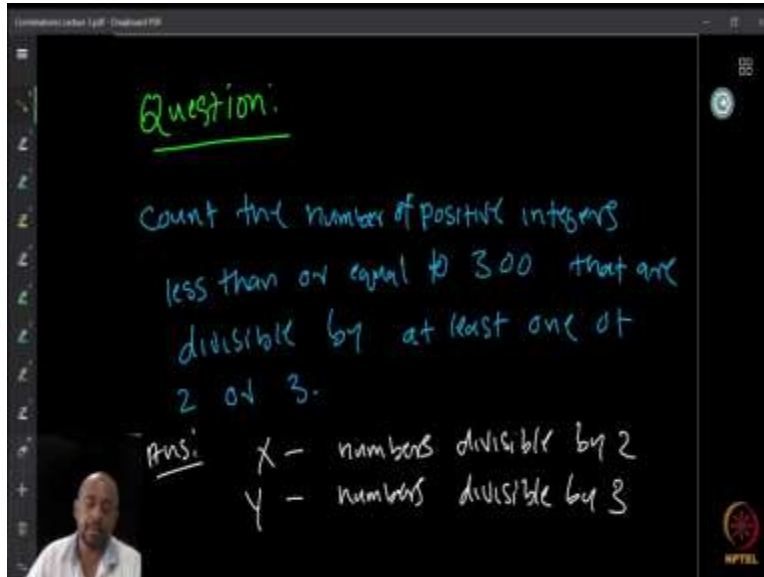 Question:
Count the number of positive integers
less than or equal to 300 that are
divisible by at least one of
2 or 3.
Ans: X - numbers divisible by 2
Y - numbers divisible by 3
NPTEL